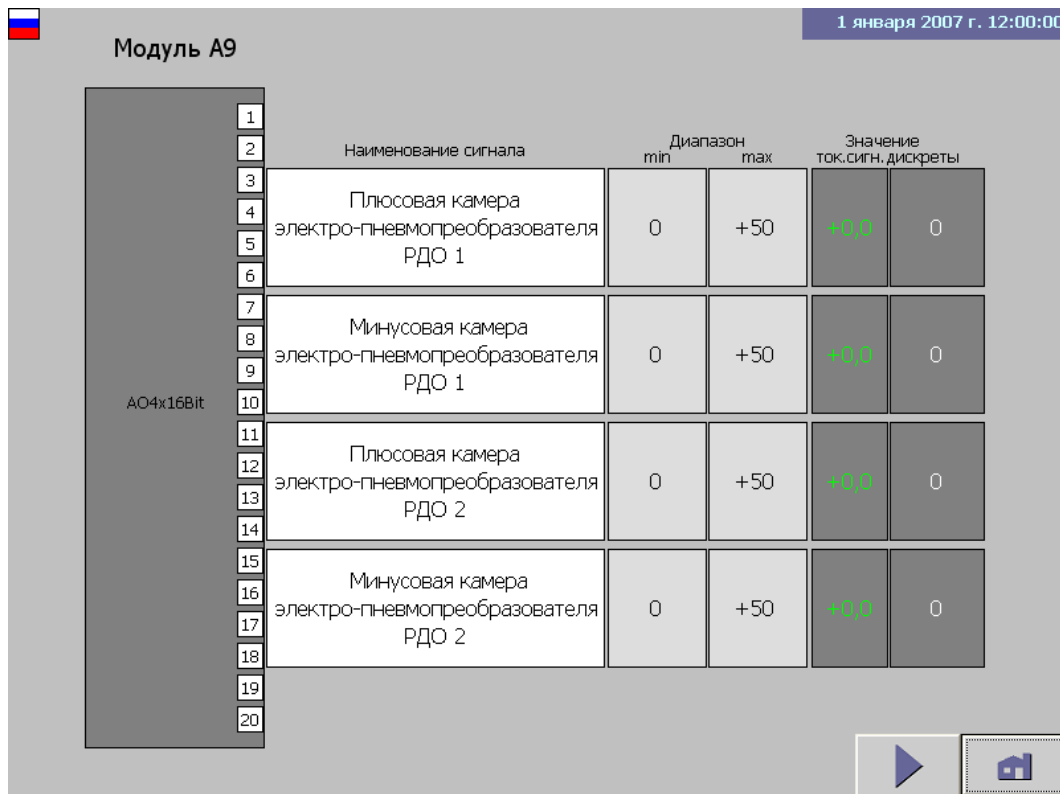 1 января 2007 г. 12:00:00
Модуль А9
Наименование сигнала
Диапазон
min max
Значение
ток.сигн. дискреты
AO4x16Bit
1
2
3
4
5
6
7
8
9
10
11
12
13
14
15
16
17
18
19
20
Плюсовая камера
электро-пневмопреобразователя
РДО 1
0 +50 +0,0 0
Минусовая камера
электро-пневмопреобразователя
РДО 1
0 +50 +0,0 0
Плюсовая камера
электро-пневмопреобразователя
РДО 2
0 +50 +0,0 0
Минусовая камера
электро-пневмопреобразователя
РДО 2
0 +50 +0,0 0